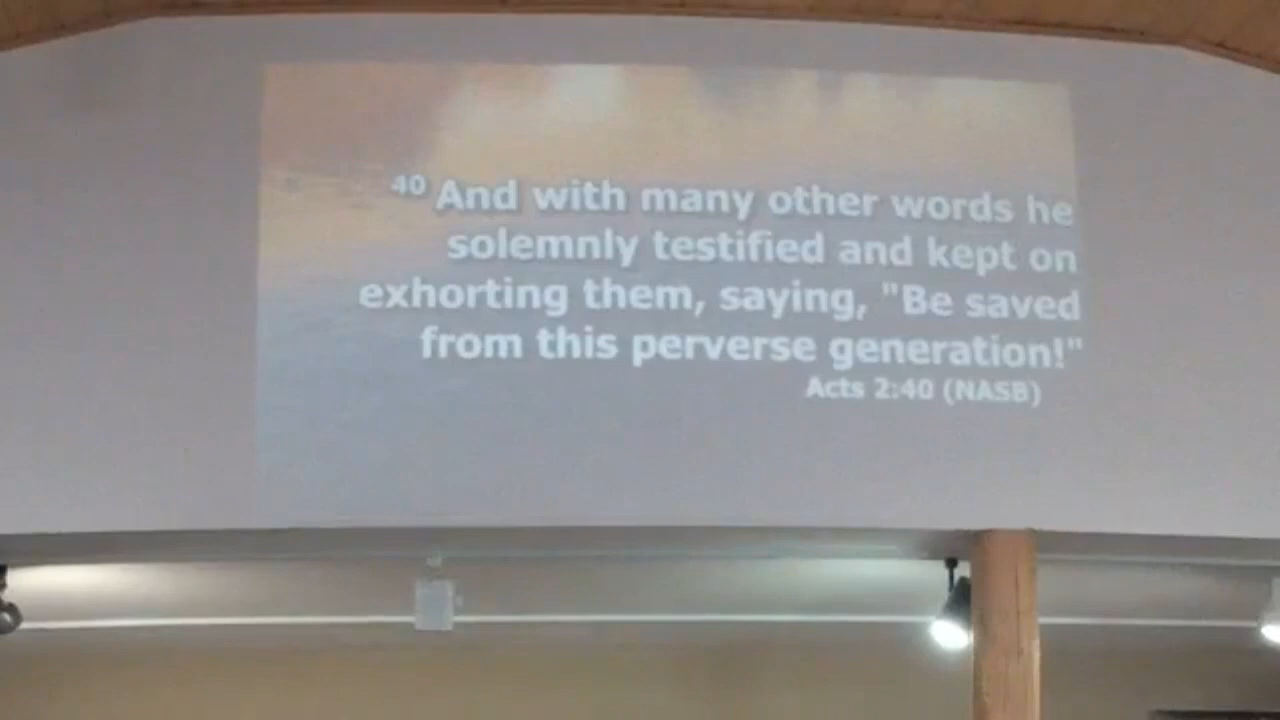 40 And with many other words he
solemnly testified and kept on
exhorting them, saying, "Be saved
from this perverse generation!"
Acts 2:40 (NASB)